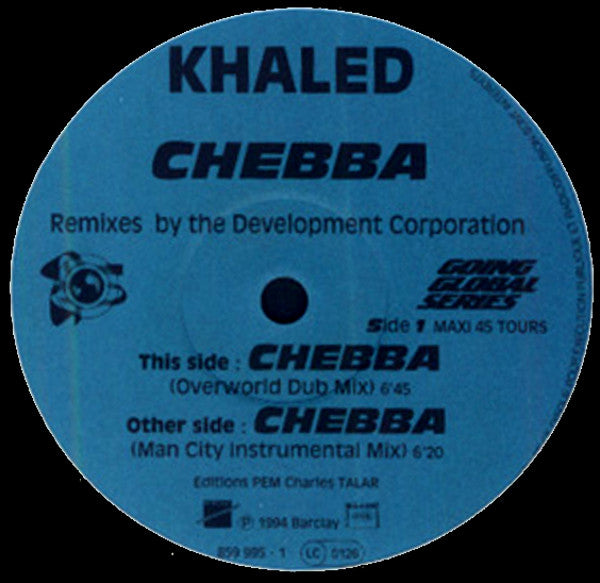 KHALED
CHEBBA
Remixes by the Development Corporation
GOING
GLOBAL
SERIES
Side 1 MAXI 45 TOURS
This side : CHEBBA
(Overworld Dub Mix) 6'45
Other side : CHEBBA
(Man City Instrumental Mix) 6'20
Editions PEM Charles TALAR
℗ 1994 Barclay
859 995 - 1 LC 0126